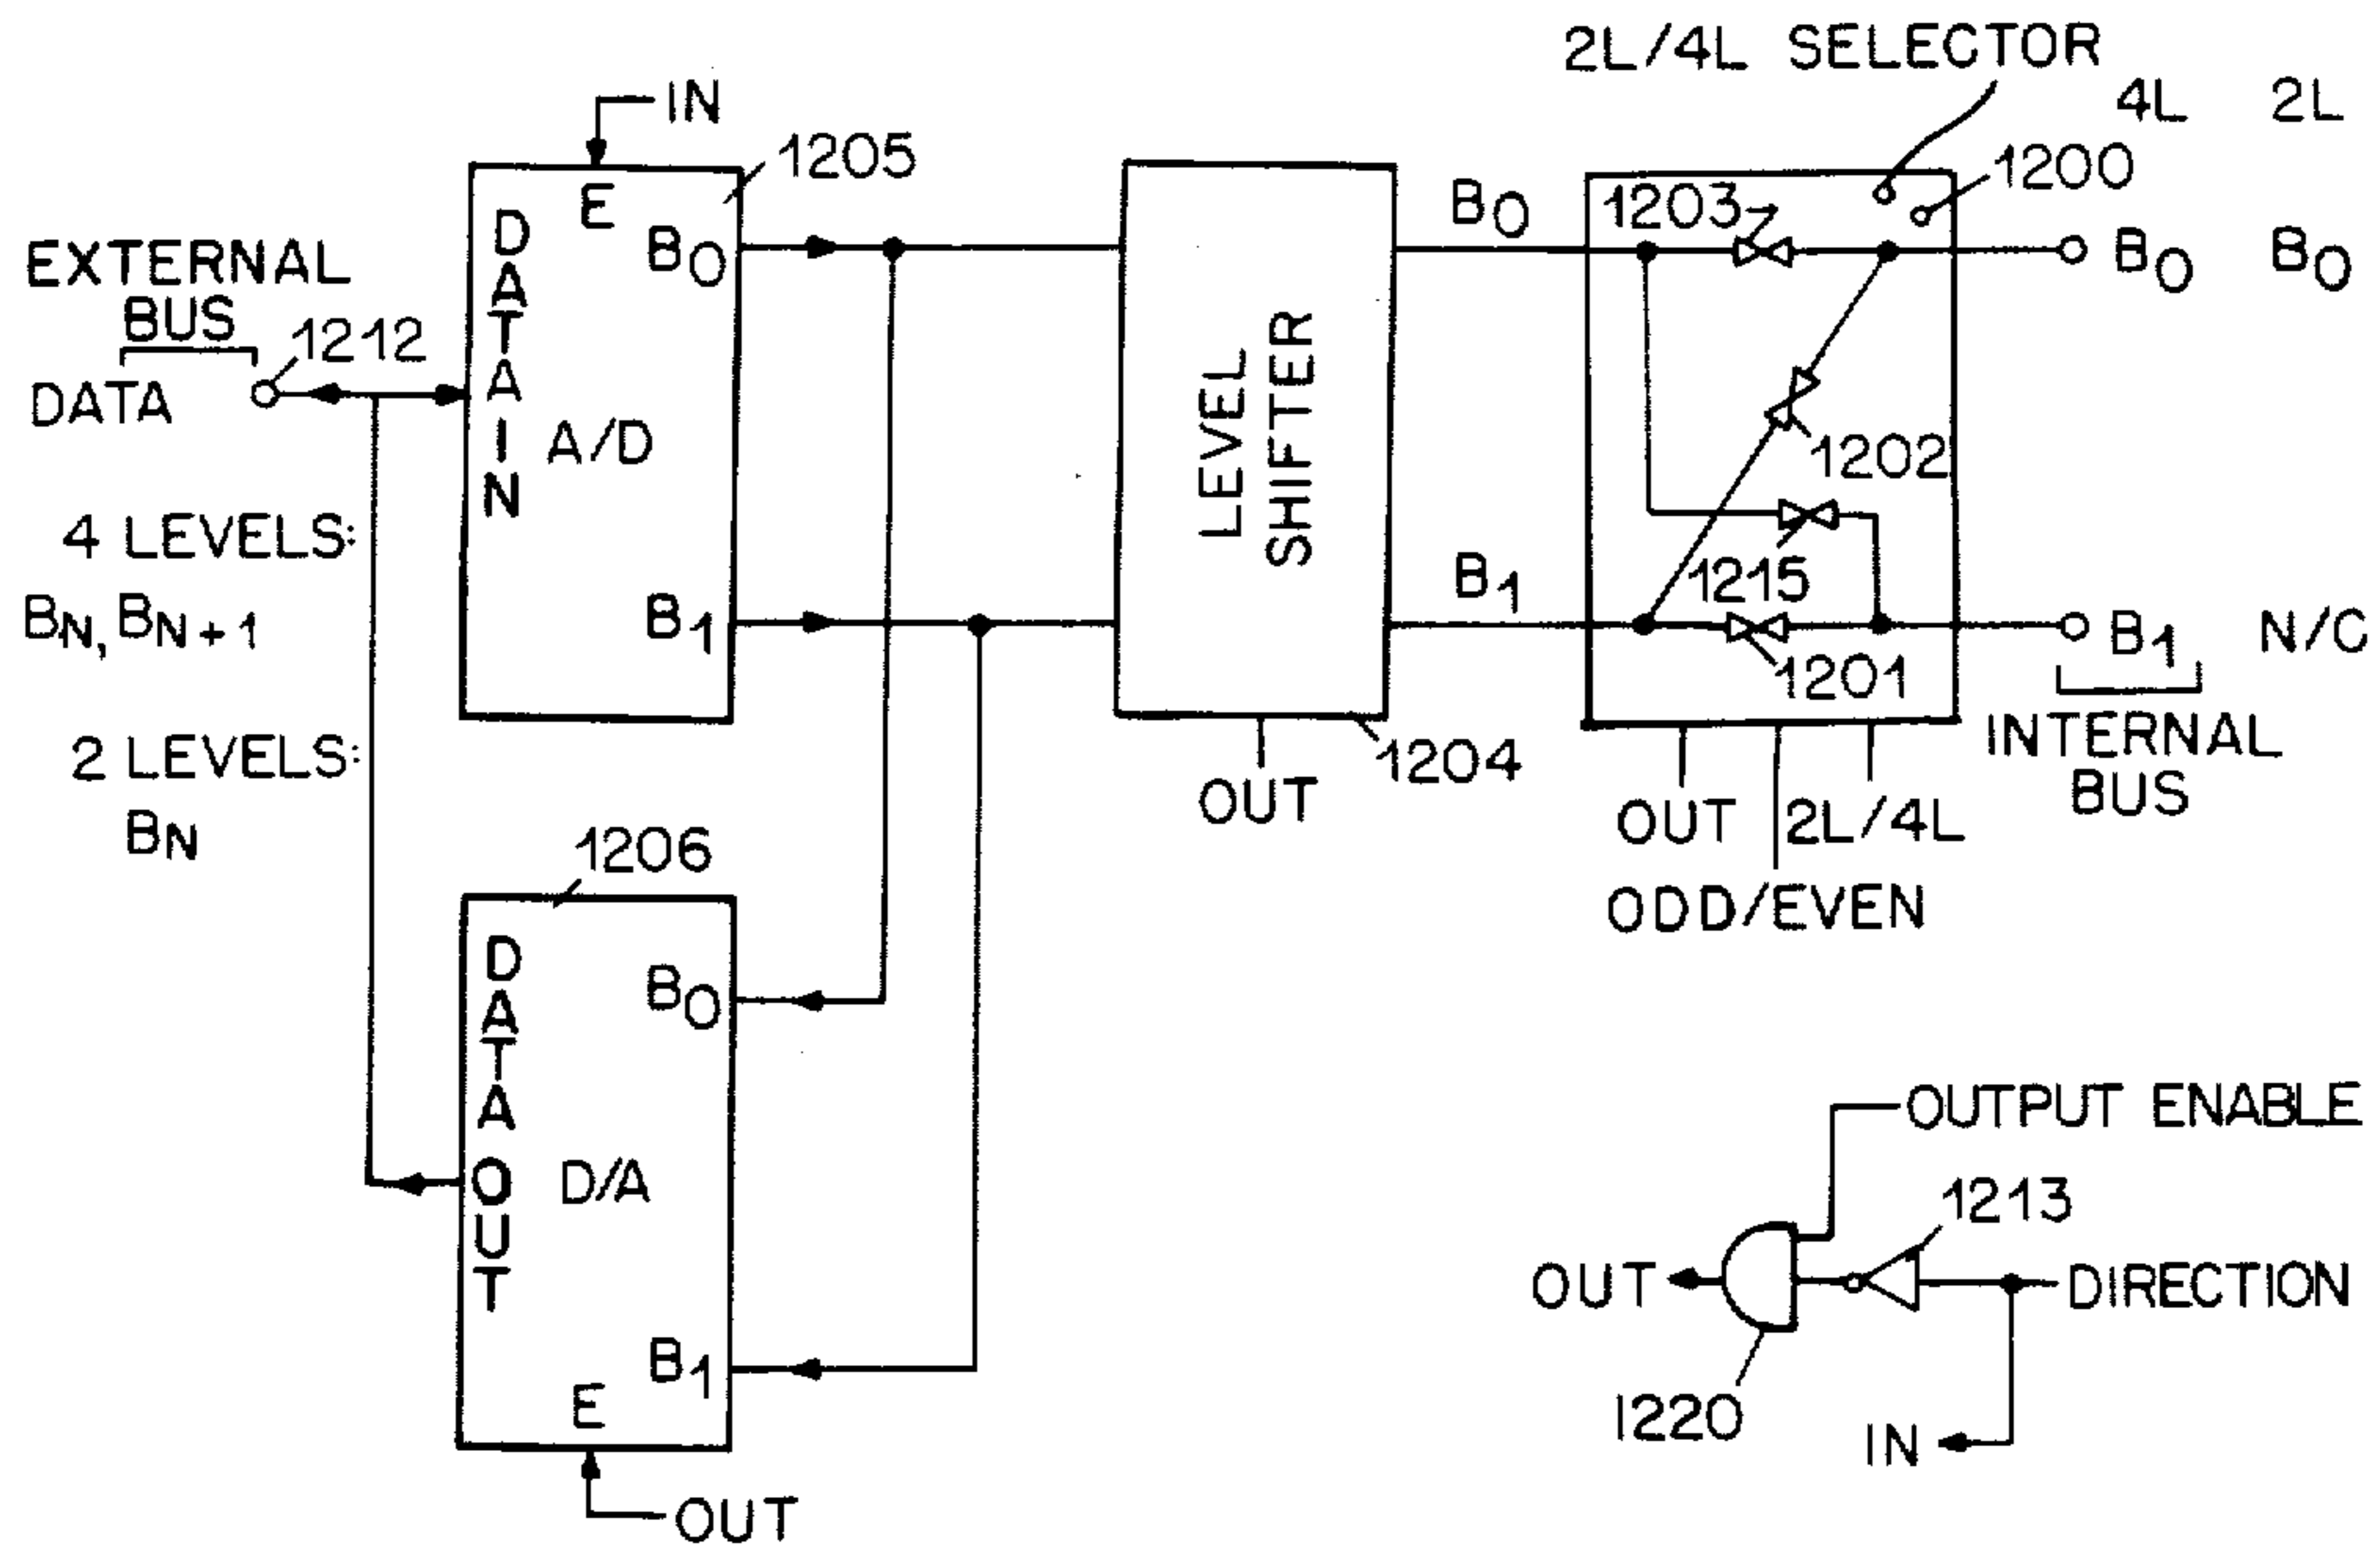 2L/4L SELECTOR
4L 2L
IN
1205
1200
E
B0
B0
1203
B0 B0
EXTERNAL
BUS
1212
DATA
DATA IN
A/D
LEVEL
SHIFTER
1202
4 LEVELS:
BN, BN+1
B1
B1
1215
1201
B1 N/C
INTERNAL
BUS
2 LEVELS:
BN
OUT
1204
OUT
2L/4L
ODD/EVEN
1206
DATA OUT
B0
D/A
B1
E
OUT
OUTPUT ENABLE
1213
OUT
DIRECTION
1220
IN